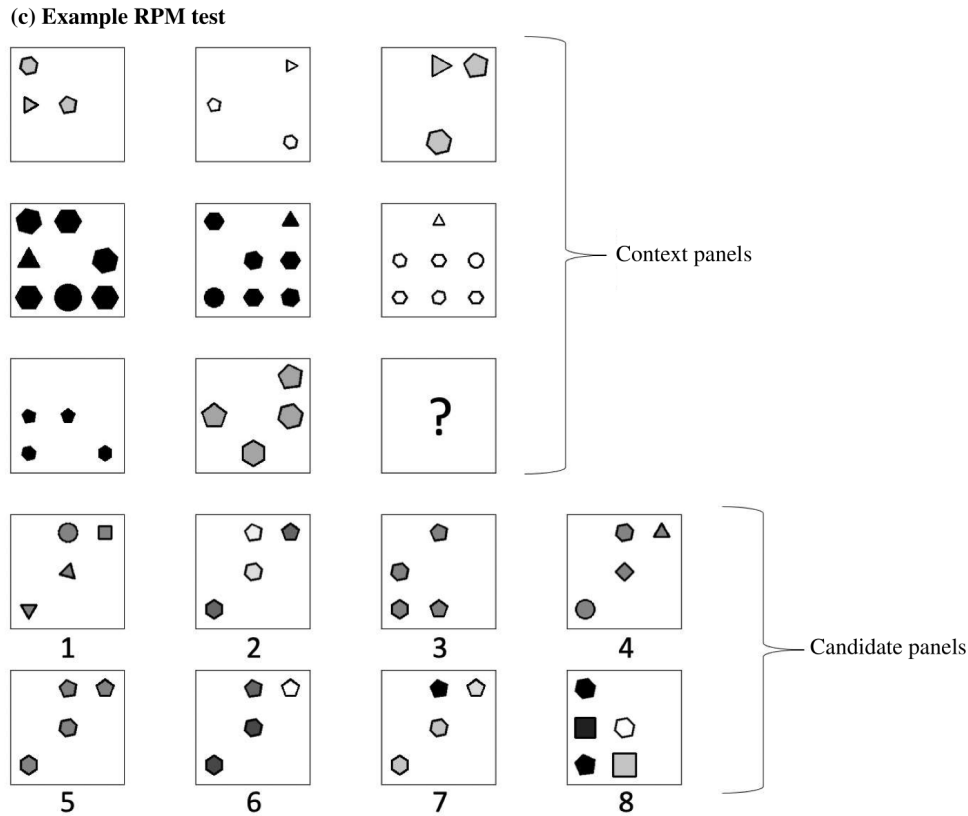 (c) Example RPM test
Context panels
?
1 2 3 4
Candidate panels
5 6 7 8